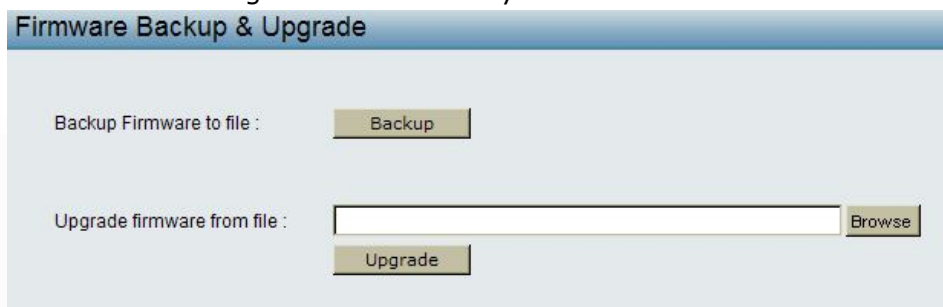 Firmware Backup & Upgrade
Backup Firmware to file : Backup
Upgrade firmware from file : Browse
Upgrade